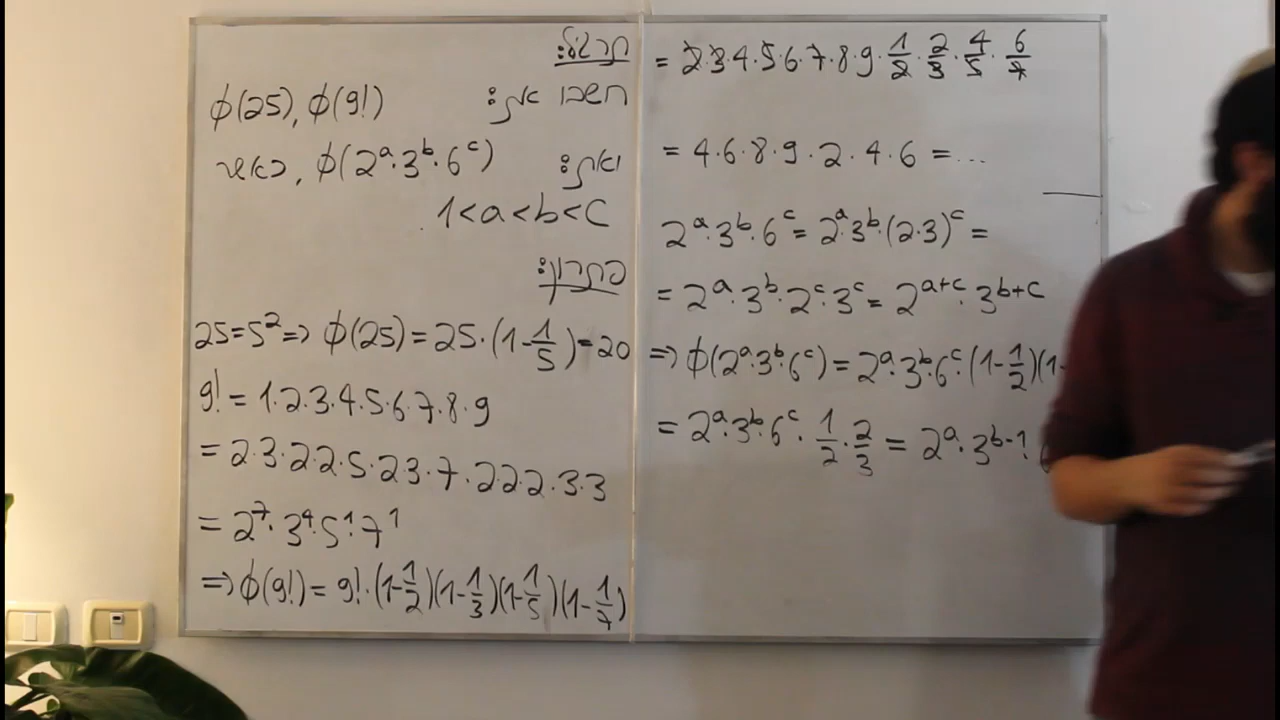 תרגיל:
חשבו את: φ(25), φ(9!)
ואת: φ(2^a·3^b·6^c), כאשר
1<a<b<c.
פתרון:
25=5^2 => φ(25)=25·(1-1/5)=20
9! = 1·2·3·4·5·6·7·8·9
= 2·3·2·2·5·2·3·7·2·2·2·3·3
= 2^7·3^4·5^1·7^1
=> φ(9!) = 9!·(1-1/2)(1-1/3)(1-1/5)(1-1/7)
= 2·3·4·5·6·7·8·9·1/2·2/3·4/5·6/7
= 4·6·8·9·2·4·6 = ...
2^a·3^b·6^c = 2^a·3^b·(2·3)^c =
= 2^a·3^b·2^c·3^c = 2^{a+c}·3^{b+c}
=> φ(2^a·3^b·6^c) = 2^a·3^b·6^c·(1-1/2)(1-
= 2^a·3^b·6^c·1/2·2/3 = 2^a·3^{b-1}·